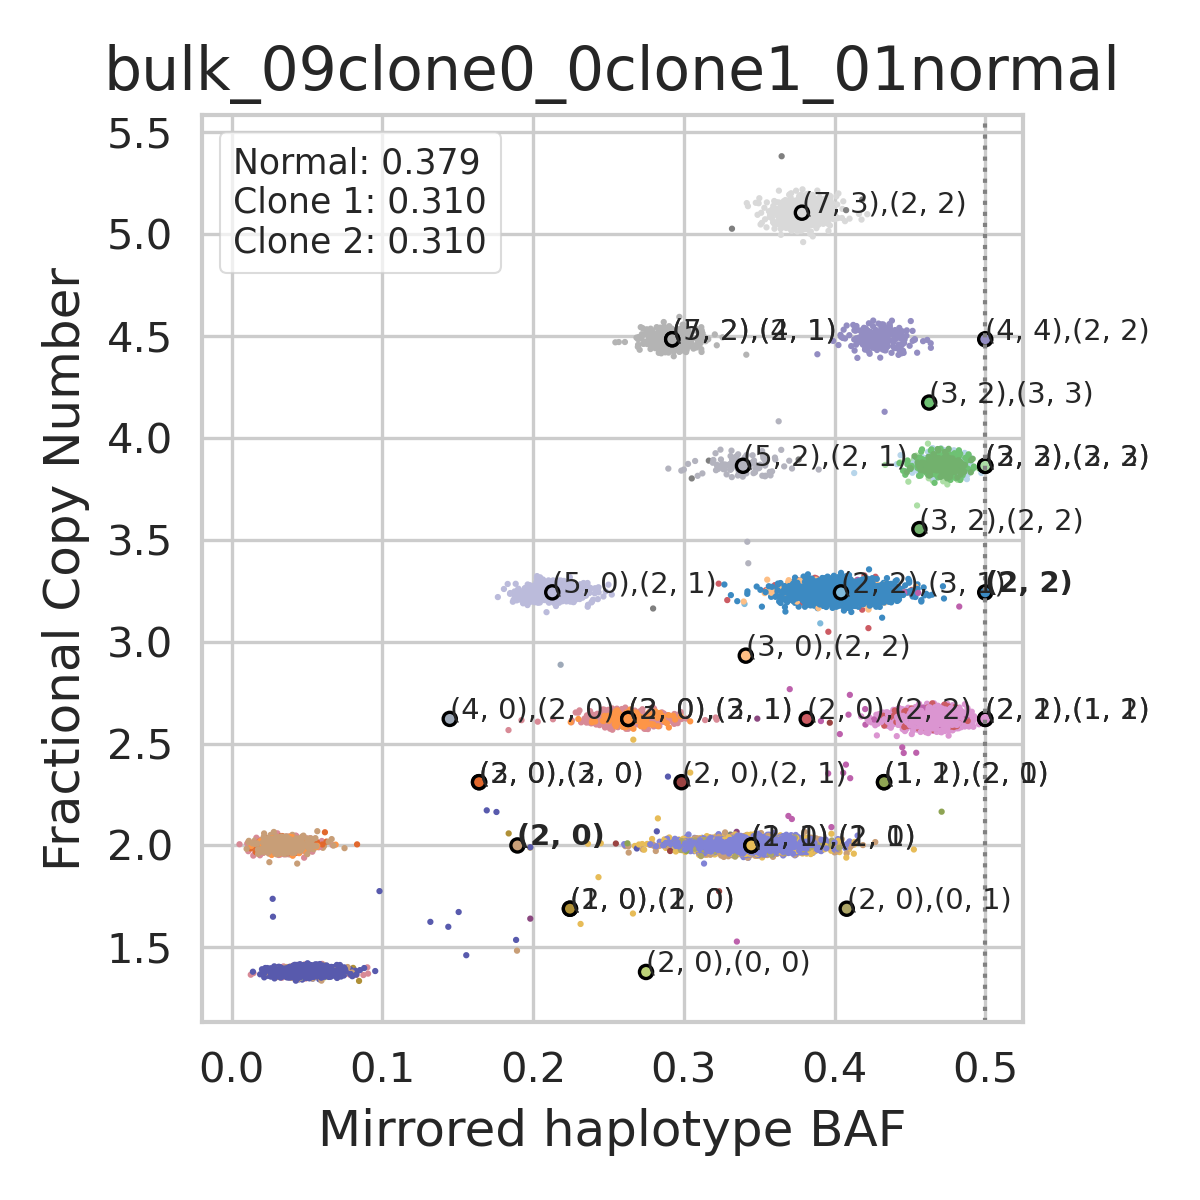 bulk_09clone0_0clone1_01normal
Normal: 0.379
Clone 1: 0.310
Clone 2: 0.310
5.5
5.0
4.5
4.0
3.5
3.0
2.5
2.0
1.5
Fractional Copy Number
(7, 3),(2, 2)
(4, 4),(2, 2)
(3, 2),(3, 3)
(5, 2),(2, 1)
(3, 2),(2, 2)
(5, 0),(2, 1)
(2, 2),(3, 1)
(2, 2)
(3, 0),(2, 2)
(4, 0),(2, 0)
(2, 0),(2, 2)
(2, 0),(2, 1)
(2, 0)
(2, 0),(0, 1)
(2, 0),(0, 0)
0.0 0.1 0.2 0.3 0.4 0.5
Mirrored haplotype BAF